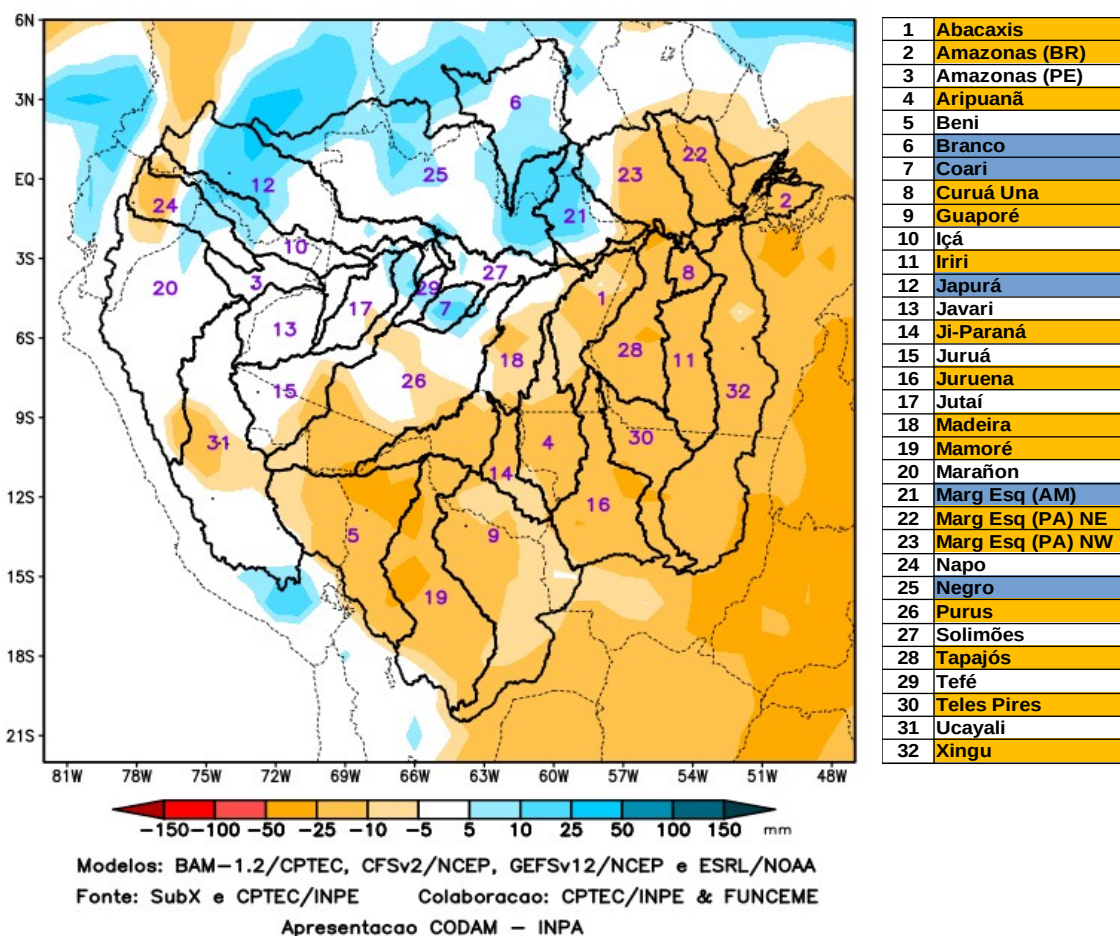 6N
3N
EQ
3S
6S
9S
12S
15S
18S
21S
81W 78W 75W 72W 69W 66W 63W 60W 57W 54W 51W 48W
6
22
23
25
12
24
2
21
10
27
3
8
20
29
1
7
17
13
28
18
11
26
15
32
31
30
4
14
16
5
9
19
-150 -100 -50 -25 -10 -5 5 10 25 50 100 150 mm
Modelos: BAM-1.2/CPTEC, CFSv2/NCEP, GEFSv12/NCEP e ESRL/NOAA
Fonte: SubX e CPTEC/INPE Colaboracao: CPTEC/INPE & FUNCEME
Apresentacao CODAM - INPA
1 Abacaxis
2 Amazonas (BR)
3 Amazonas (PE)
4 Aripuanã
5 Beni
6 Branco
7 Coari
8 Curuá Una
9 Guaporé
10 Içá
11 Iriri
12 Japurá
13 Javari
14 Ji-Paraná
15 Juruá
16 Juruena
17 Jutaí
18 Madeira
19 Mamoré
20 Marañon
21 Marg Esq (AM)
22 Marg Esq (PA) NE
23 Marg Esq (PA) NW
24 Napo
25 Negro
26 Purus
27 Solimões
28 Tapajós
29 Tefé
30 Teles Pires
31 Ucayali
32 Xingu